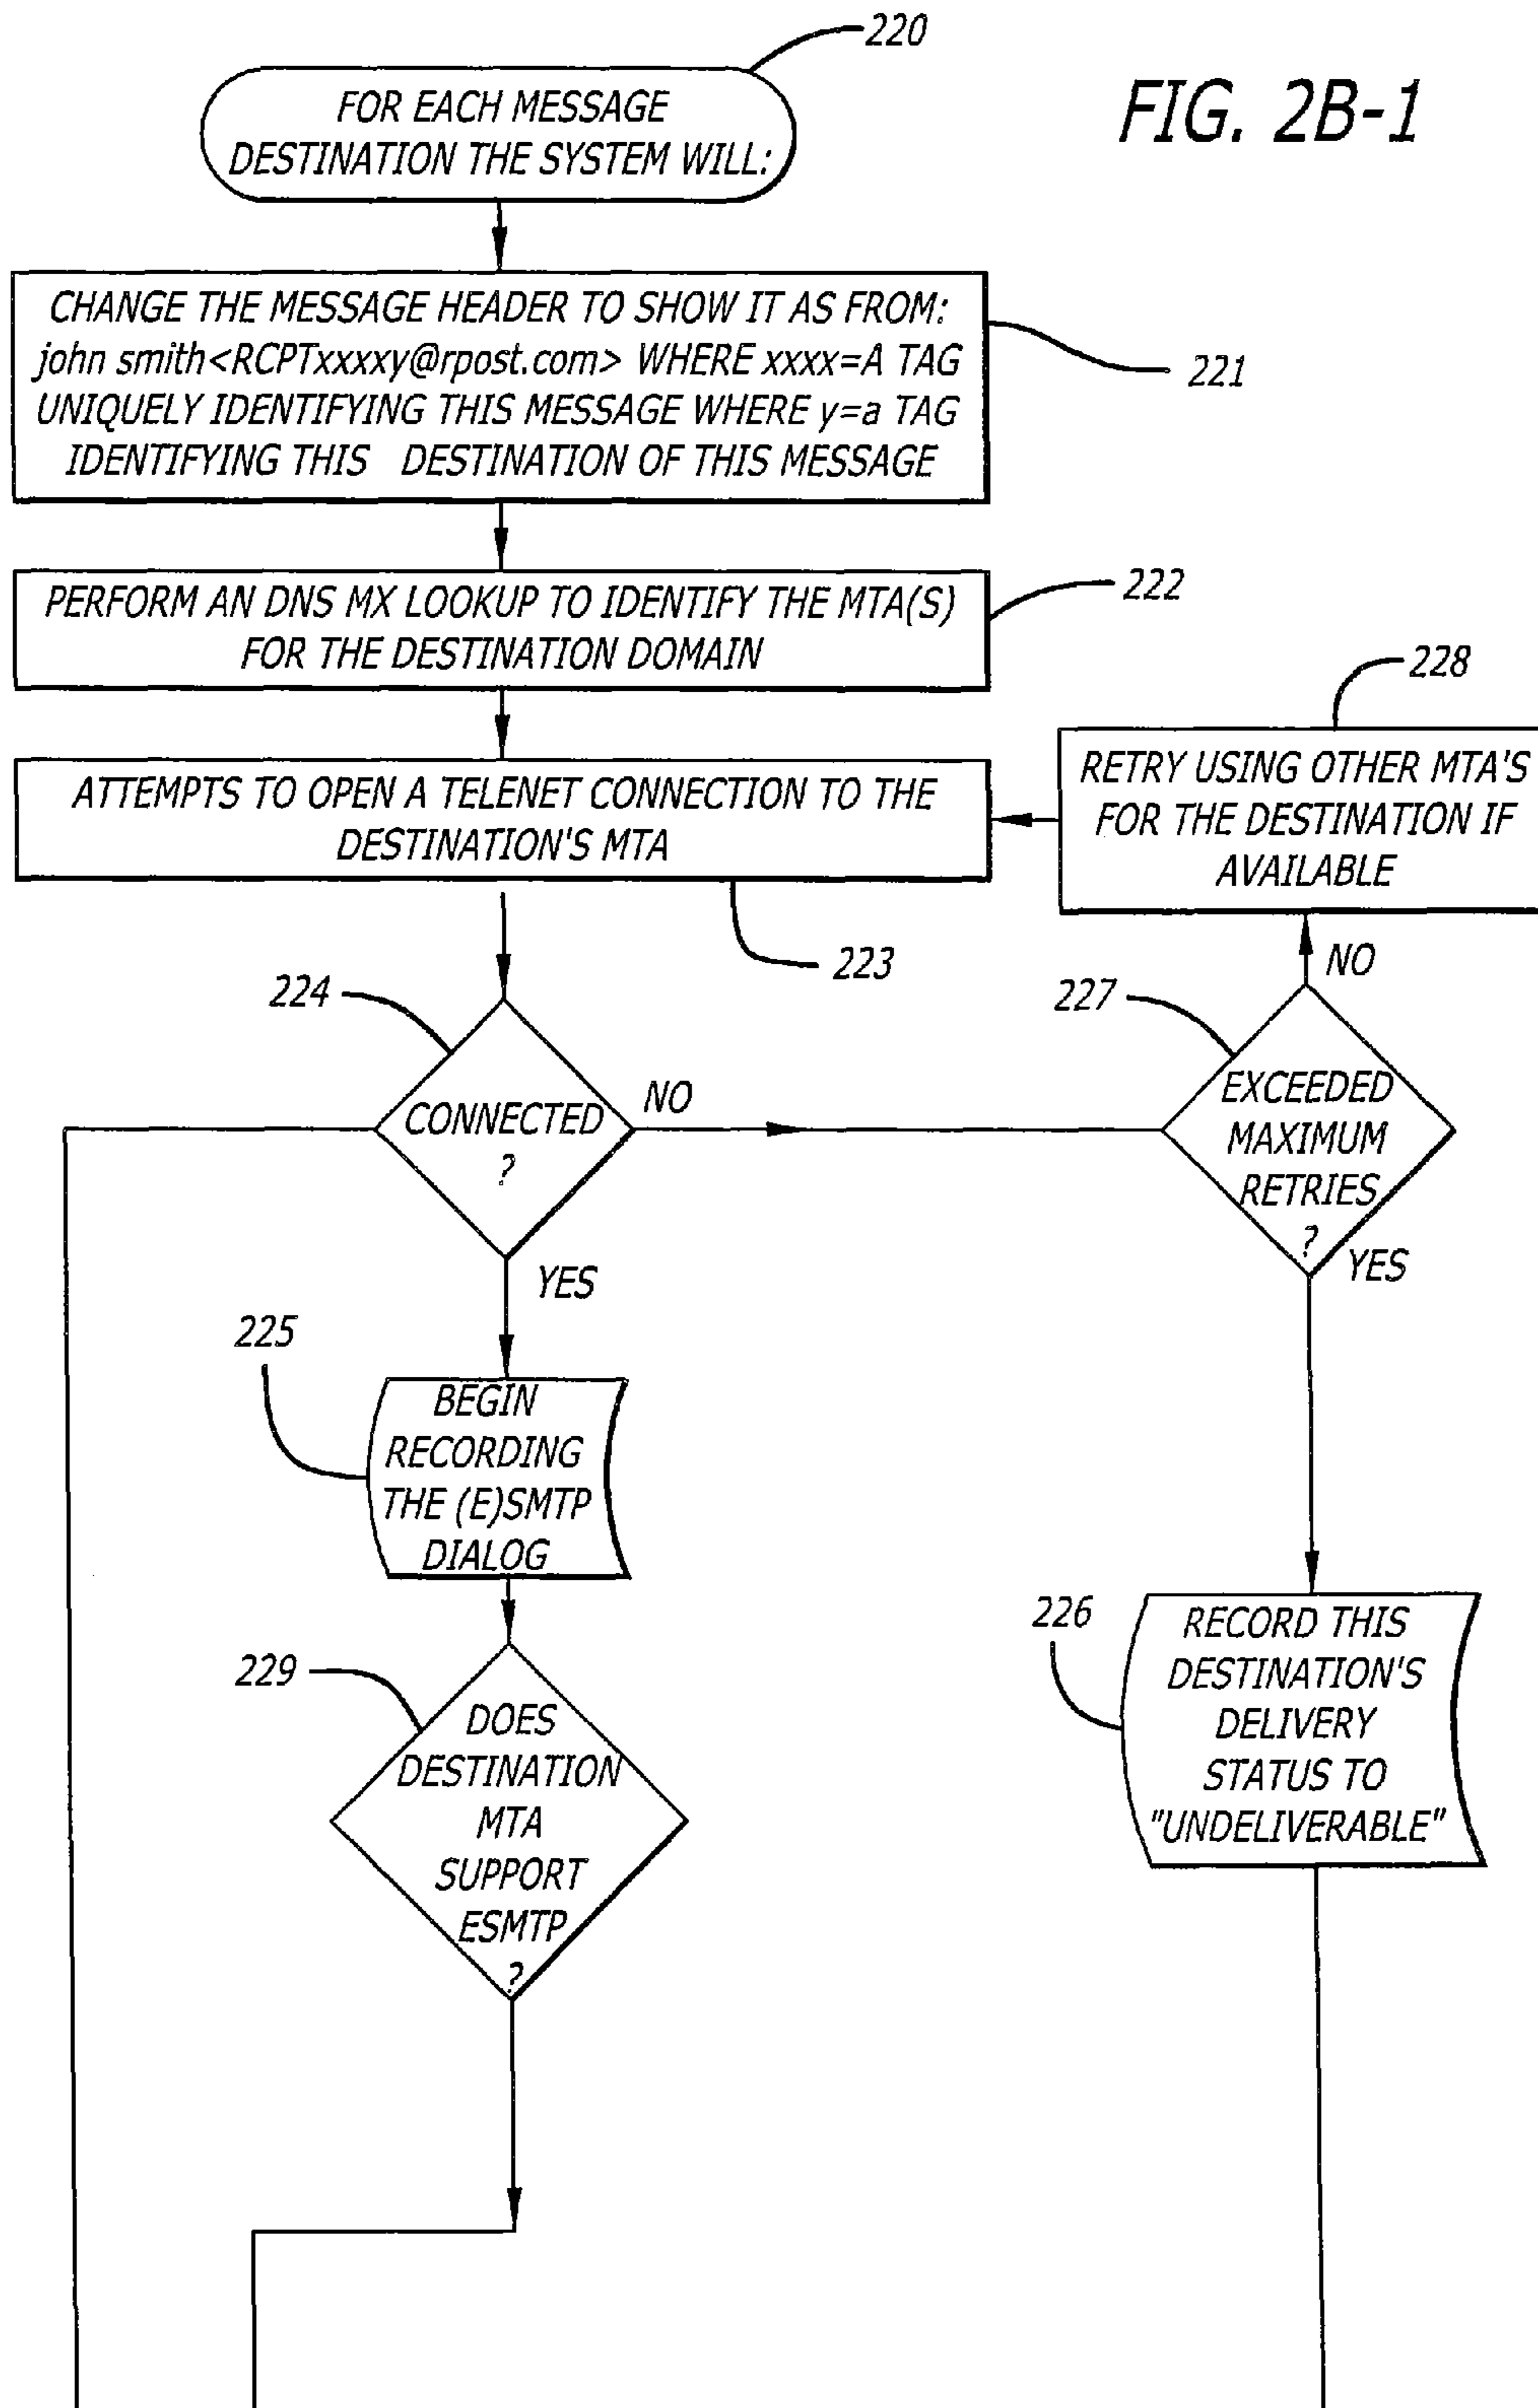 220
FIG. 2B-1
FOR EACH MESSAGE
DESTINATION THE SYSTEM WILL:
CHANGE THE MESSAGE HEADER TO SHOW IT AS FROM:
john smith<RCPTxxxxy@rpost.com> WHERE xxxx=A TAG
UNIQUELY IDENTIFYING THIS MESSAGE WHERE y=a TAG
IDENTIFYING THIS DESTINATION OF THIS MESSAGE
221
PERFORM AN DNS MX LOOKUP TO IDENTIFY THE MTA(S)
FOR THE DESTINATION DOMAIN
222
228
ATTEMPTS TO OPEN A TELENET CONNECTION TO THE
DESTINATION'S MTA
223
RETRY USING OTHER MTA'S
FOR THE DESTINATION IF
AVAILABLE
NO
224
CONNECTED
?
NO
YES
227
EXCEEDED
MAXIMUM
RETRIES
?
YES
225
BEGIN
RECORDING
THE (E)SMTP
DIALOG
226
RECORD THIS
DESTINATION'S
DELIVERY
STATUS TO
"UNDELIVERABLE"
229
DOES
DESTINATION
MTA
SUPPORT
ESMTP
?